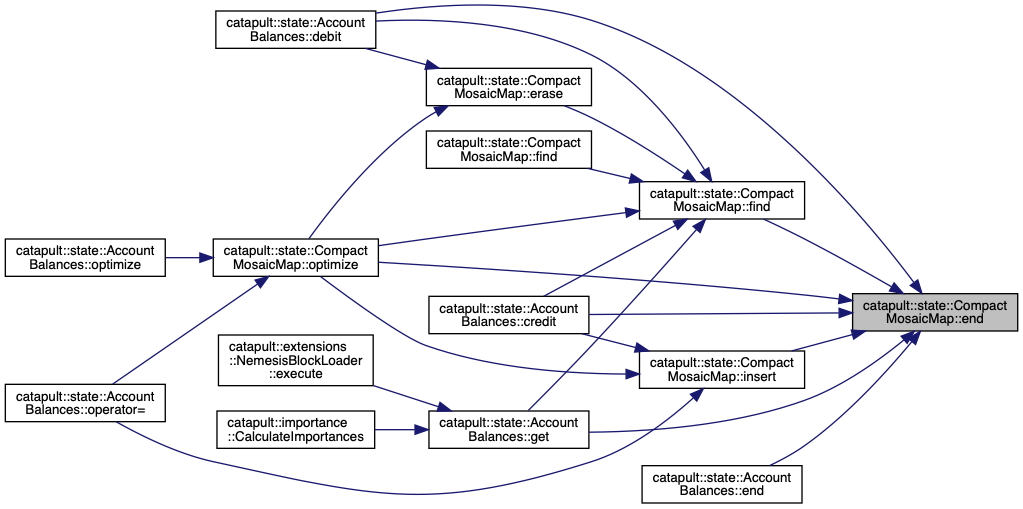 catapult::state::Account
Balances::debit
catapult::state::Compact
MosaicMap::erase
catapult::state::Compact
MosaicMap::find
catapult::state::Compact
MosaicMap::find
catapult::state::Account
Balances::optimize
catapult::state::Compact
MosaicMap::optimize
catapult::state::Account
Balances::credit
catapult::state::Compact
MosaicMap::end
catapult::extensions
::NemesisBlockLoader
::execute
catapult::state::Compact
MosaicMap::insert
catapult::state::Account
Balances::operator=
catapult::importance
::CalculateImportances
catapult::state::Account
Balances::get
catapult::state::Account
Balances::end